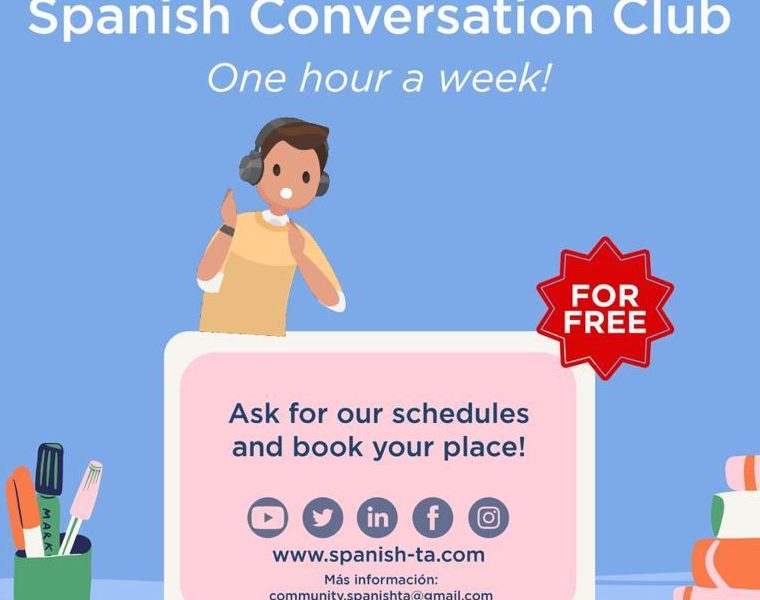 Spanish Conversation Club
One hour a week!
FOR
FREE
Ask for our schedules
and book your place!
MARK
www.spanish-ta.com
Más información:
community.spanishta@gmail.com